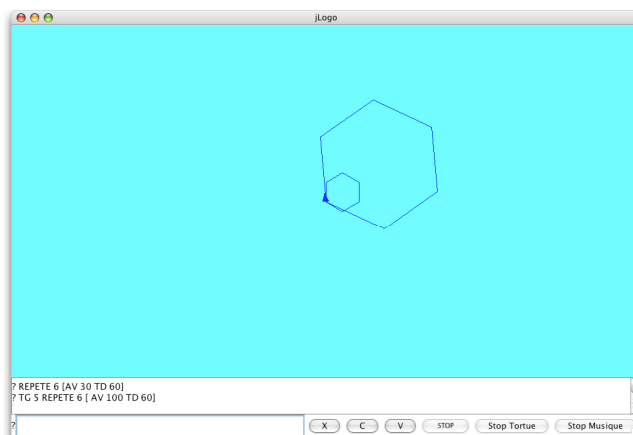 jLogo
? REPETE 6 [AV 30 TD 60]
? TG 5 REPETE 6 [ AV 100 TD 60]
? X C V STOP Stop Tortue Stop Musique